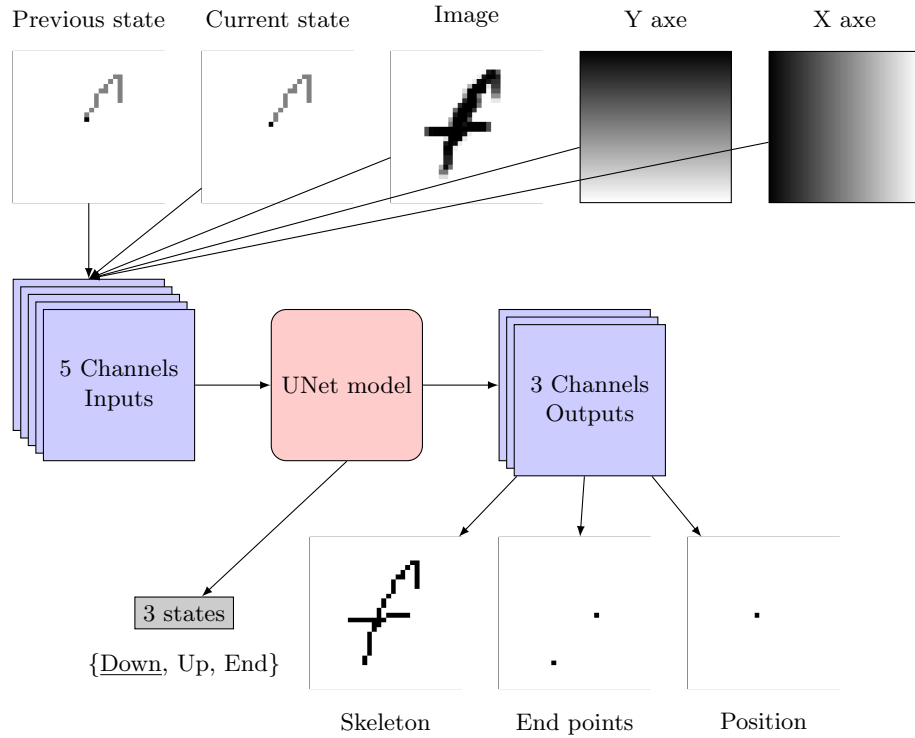 Previous state
Current state
Image
Y axe
X axe
5 Channels
Inputs
UNet model
3 Channels
Outputs
3 states
{Down, Up, End}
Skeleton
End points
Position